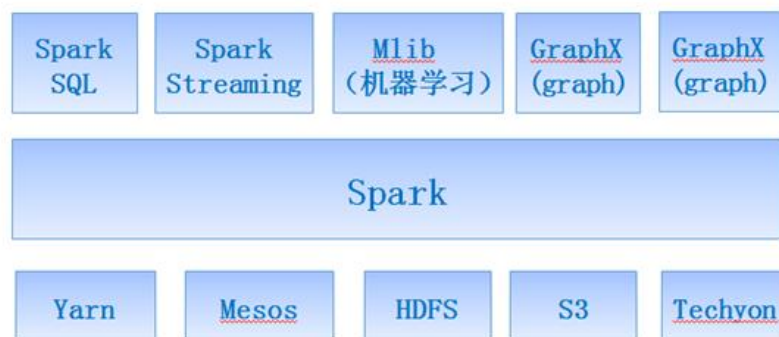 Spark
SQL
Spark
Streaming
Mlib
（机器学习）
GraphX
(graph)
GraphX
(graph)
Spark
Yarn
Mesos
HDFS
S3
Techyon